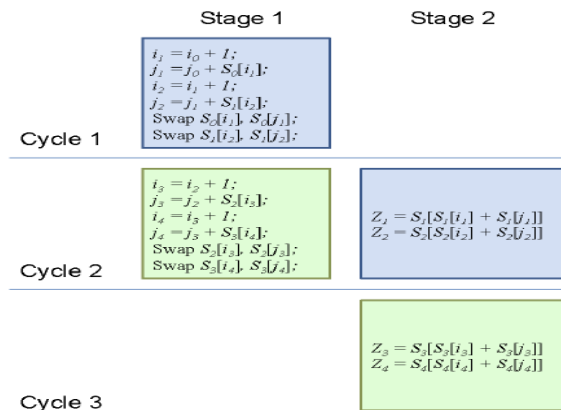 Stage 1 Stage 2
i₁ = i₀ + 1;
j₁ = j₀ + S₀[i₁];
i₂ = i₁ + 1;
j₂ = j₁ + S₁[i₂];
Swap S₀[i₁], S₀[j₁];
Swap S₁[i₂], S₁[j₂];
Cycle 1
i₃ = i₂ + 1;
j₃ = j₂ + S₂[i₃];
i₄ = i₃ + 1;
j₄ = j₃ + S₃[i₄];
Swap S₂[i₃], S₂[j₃];
Swap S₃[i₄], S₃[j₄];
Z₁ = S₁[S₁[i₁] + S₁[j₁]]
Z₂ = S₂[S₂[i₂] + S₂[j₂]]
Cycle 2
Z₃ = S₃[S₃[i₃] + S₃[j₃]]
Z₄ = S₄[S₄[i₄] + S₄[j₄]]
Cycle 3